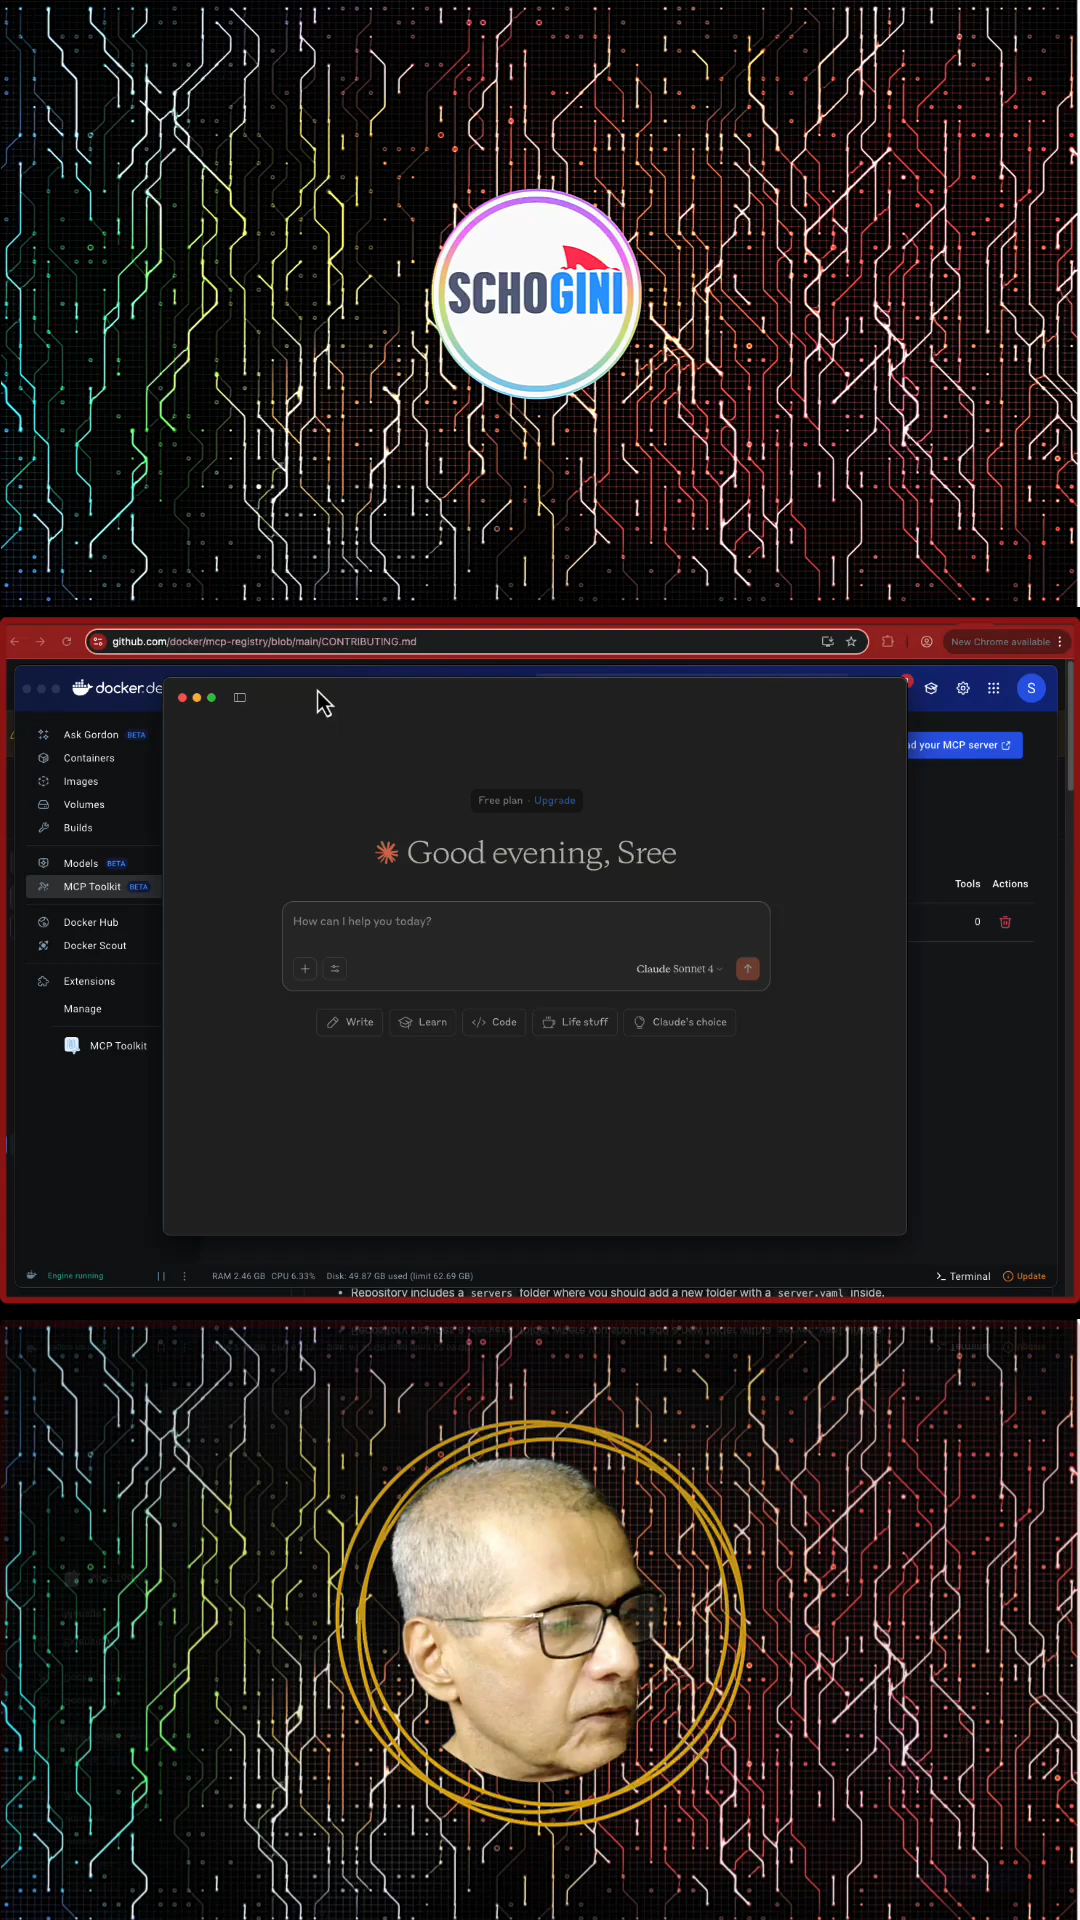 SCHOGINI
github.com/docker/mcp-registry/blob/main/CONTRIBUTING.md
New Chrome available
docker.de
S
Ask Gordon BETA
Containers
Images
Volumes
Builds
Models BETA
MCP Toolkit BETA
Docker Hub
Docker Scout
Extensions
Manage
MCP Toolkit
d your MCP server
Tools Actions
0
Free plan · Upgrade
Good evening, Sree
How can I help you today?
Claude Sonnet 4
Write
Learn
Code
Life stuff
Claude's choice
Engine running
RAM 2.46 GB CPU 6.33% Disk: 49.87 GB used (limit 62.69 GB)
Terminal
Update
Repository includes a servers folder where you should add a new folder with a server.yaml inside.